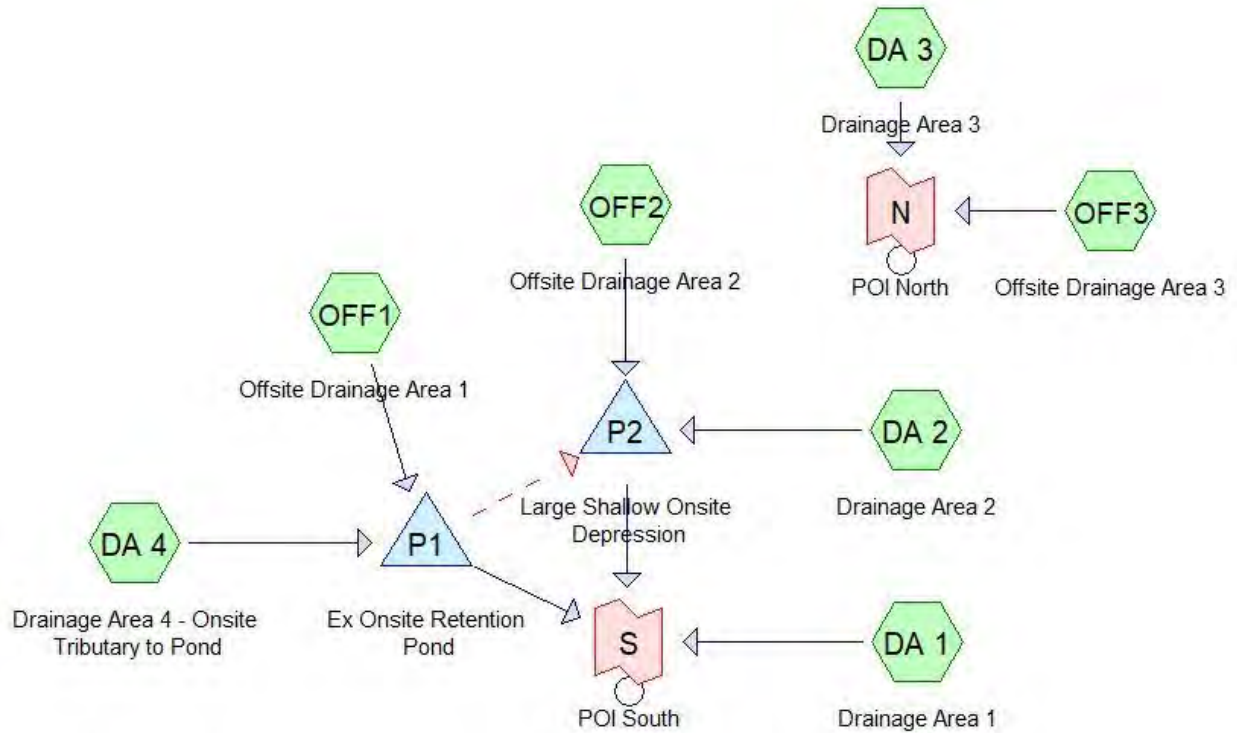 DA 3
Drainage Area 3
OFF2
N
OFF3
Offsite Drainage Area 2
POI North
Offsite Drainage Area 3
OFF1
Offsite Drainage Area 1
P2
DA 2
Large Shallow Onsite
Depression
Drainage Area 2
DA 4
P1
Drainage Area 4 - Onsite
Tributary to Pond
Ex Onsite Retention
Pond
S
DA 1
POI South
Drainage Area 1